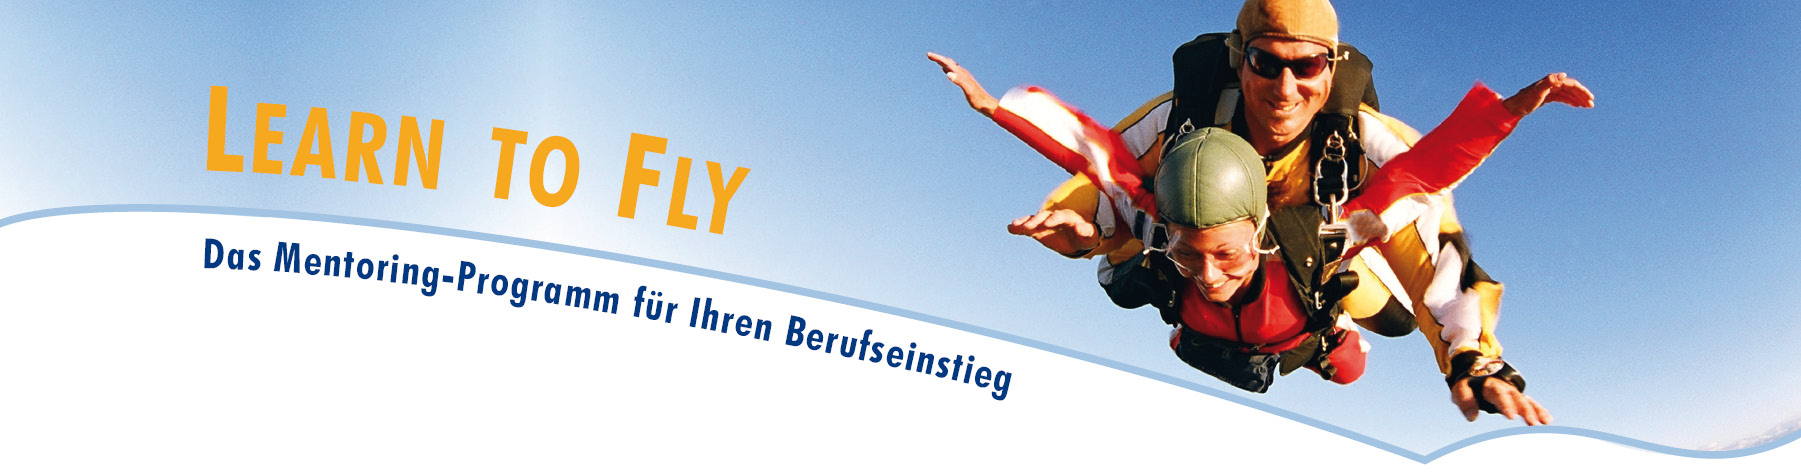 LEARN TO FLY
Das Mentoring-Programm für Ihren Berufseinstieg